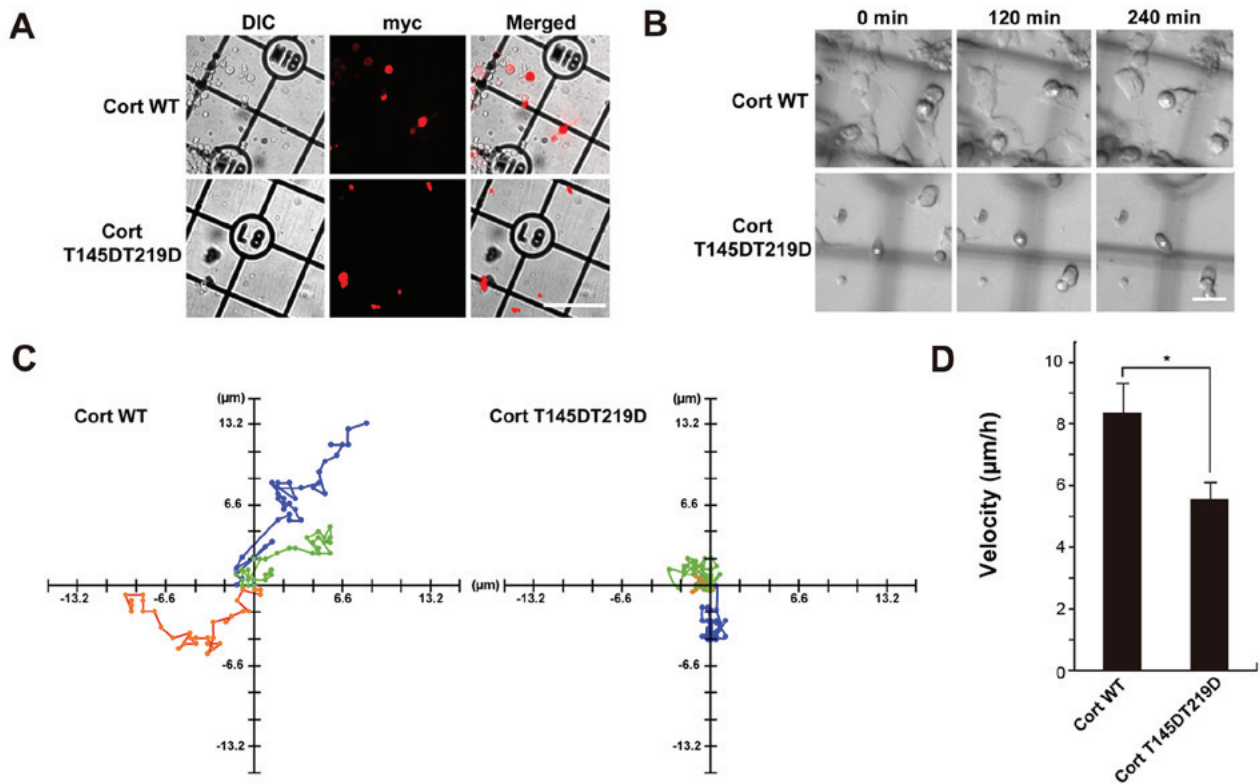 A
DIC
myc
Merged
Cort WT
Cort
T145DT219D
L8
L8
B
0 min
120 min
240 min
Cort WT
Cort
T145DT219D
C
Cort WT
(µm)
13.2
6.6
-13.2
-6.6
6.6
13.2
(µm)
-6.6
-13.2
Cort T145DT219D
(µm)
13.2
6.6
-13.2
-6.6
6.6
13.2
-6.6
-13.2
D
Velocity (µm/h)
10
8
6
4
2
0
*
Cort WT
Cort T145DT219D